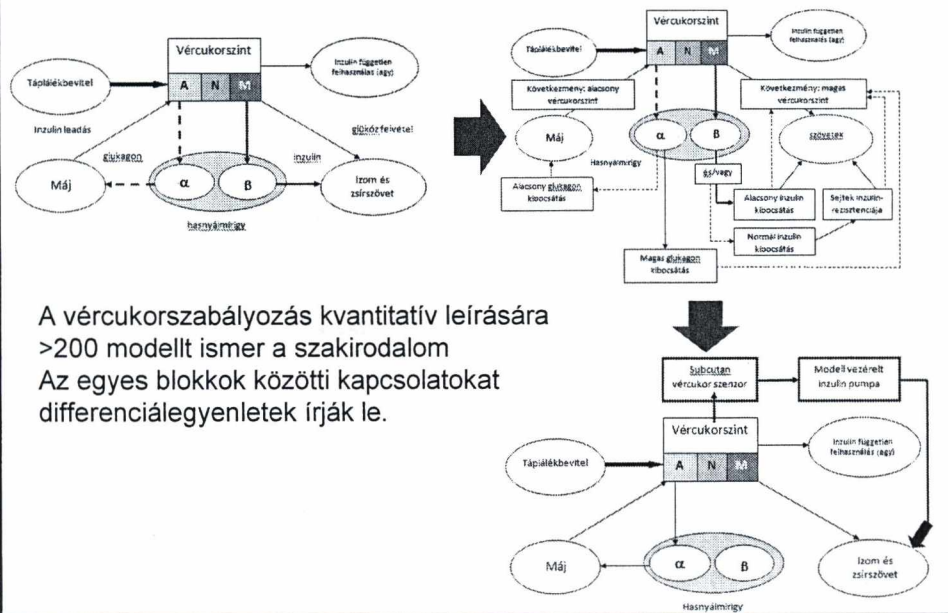 Vércukorszint
A N M
Táplálékbevitel
Inzulin független
felhasználás (agy)
Inzulin leadás
glükózfelvétel
glukagon
inzulin
Máj
α
β
Izom és
zsírszövet
hasnyálmirigy
Vércukorszint
A N M
Táplálékbevitel
Inzulin független
felhasználás (agy)
Következmény: alacsony
vércukorszint
Következmény: magas
vércukorszint
Máj
α
β
szövetek
Hasnyálmirigy
és/vagy
Alacsony glukagon
kibocsátás
Alacsony inzulin
kibocsátás
Sejtek inzulin-
rezisztenciája
Normál inzulin
kibocsátás
Magas glukagon
kibocsátás
A vércukorszabályozás kvantitatív leírására
>200 modellt ismer a szakirodalom
Az egyes blokkok közötti kapcsolatokat
differenciálegyenletek írják le.
Subcutan
vércukor szenzor
Modell vezérelt
inzulin pumpa
Vércukorszint
A N M
Táplálékbevitel
Inzulin független
felhasználás (agy)
Máj
α
β
Izom és
zsírszövet
Hasnyálmirigy